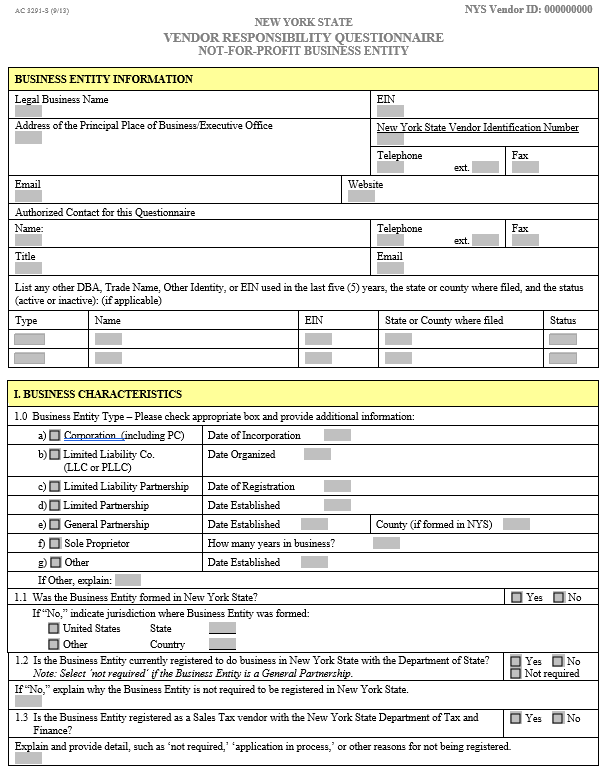 AC 3291-S (9/13)
NYS Vendor ID: 000000000
NEW YORK STATE
VENDOR RESPONSIBILITY QUESTIONNAIRE
NOT-FOR-PROFIT BUSINESS ENTITY
BUSINESS ENTITY INFORMATION
Legal Business Name
EIN
Address of the Principal Place of Business/Executive Office
New York State Vendor Identification Number
Telephone
ext.
Fax
Email
Website
Authorized Contact for this Questionnaire
Name:
Telephone
ext.
Fax
Title
Email
List any other DBA, Trade Name, Other Identity, or EIN used in the last five (5) years, the state or county where filed, and the status
(active or inactive): (if applicable)
Type Name EIN State or County where filed Status
I. BUSINESS CHARACTERISTICS
1.0 Business Entity Type – Please check appropriate box and provide additional information:
a) Corporation (including PC) Date of Incorporation
b) Limited Liability Co. Date Organized
(LLC or PLLC)
c) Limited Liability Partnership Date of Registration
d) Limited Partnership Date Established
e) General Partnership Date Established County (if formed in NYS)
f) Sole Proprietor How many years in business?
g) Other Date Established
If Other, explain:
1.1 Was the Business Entity formed in New York State? Yes No
If “No,” indicate jurisdiction where Business Entity was formed:
United States State
Other Country
1.2 Is the Business Entity currently registered to do business in New York State with the Department of State? Yes No
Note: Select ‘not required’ if the Business Entity is a General Partnership. Not required
If “No,” explain why the Business Entity is not required to be registered in New York State.
1.3 Is the Business Entity registered as a Sales Tax vendor with the New York State Department of Tax and Yes No
Finance?
Explain and provide detail, such as ‘not required,’ ‘application in process,’ or other reasons for not being registered.